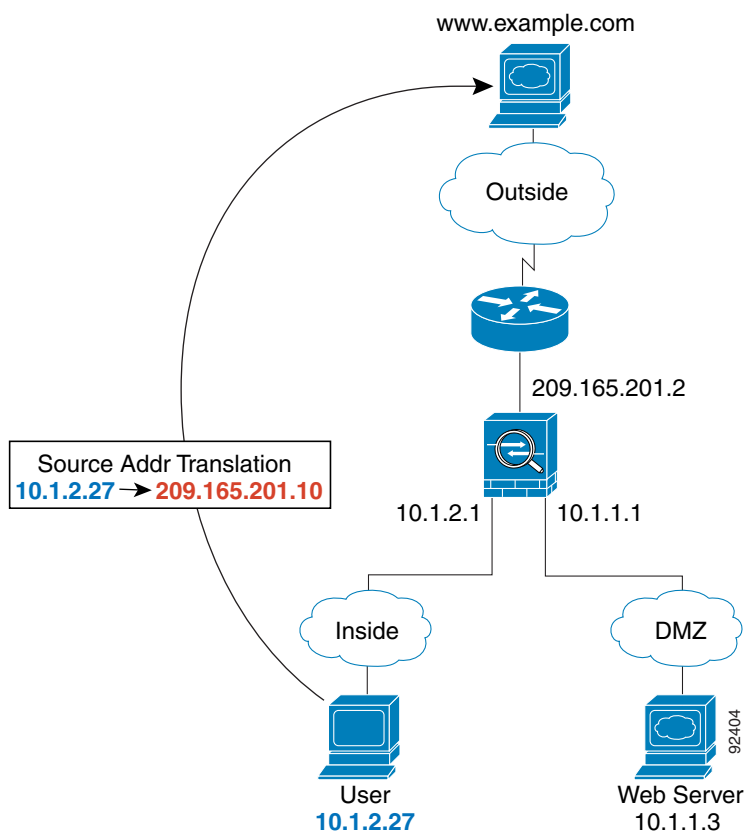 www.example.com
Outside
209.165.201.2
Source Addr Translation
10.1.2.27 209.165.201.10
10.1.2.1
10.1.1.1
Inside
DMZ
92404
User
10.1.2.27
Web Server
10.1.1.3